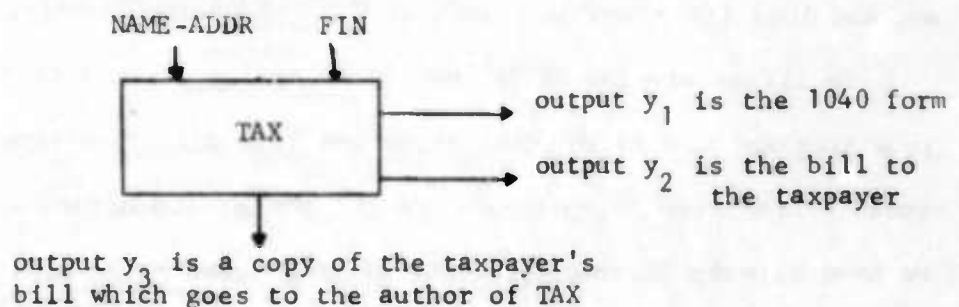 NAME-ADDR FIN
TAX
output y1 is the 1040 form
output y2 is the bill to
the taxpayer
output y3 is a copy of the taxpayer's
bill which goes to the author of TAX